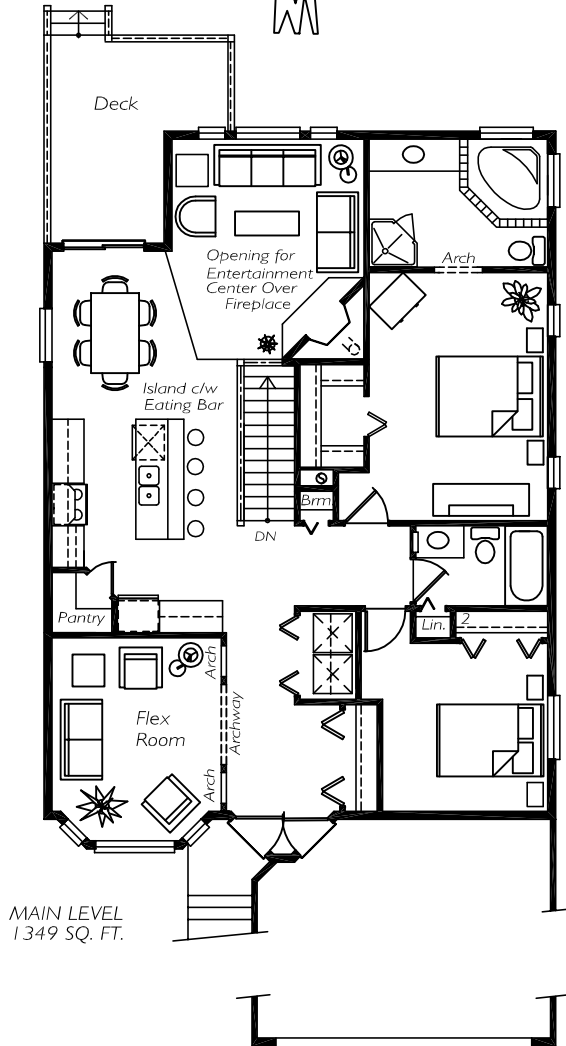 Deck
Opening for
Entertainment
Center Over
Fireplace
Arch
Island c/w
Eating Bar
Brm.
DN
Pantry
Lin.
2
Arch
Flex
Room
Archway
Arch
MAIN LEVEL
1349 SQ. FT.